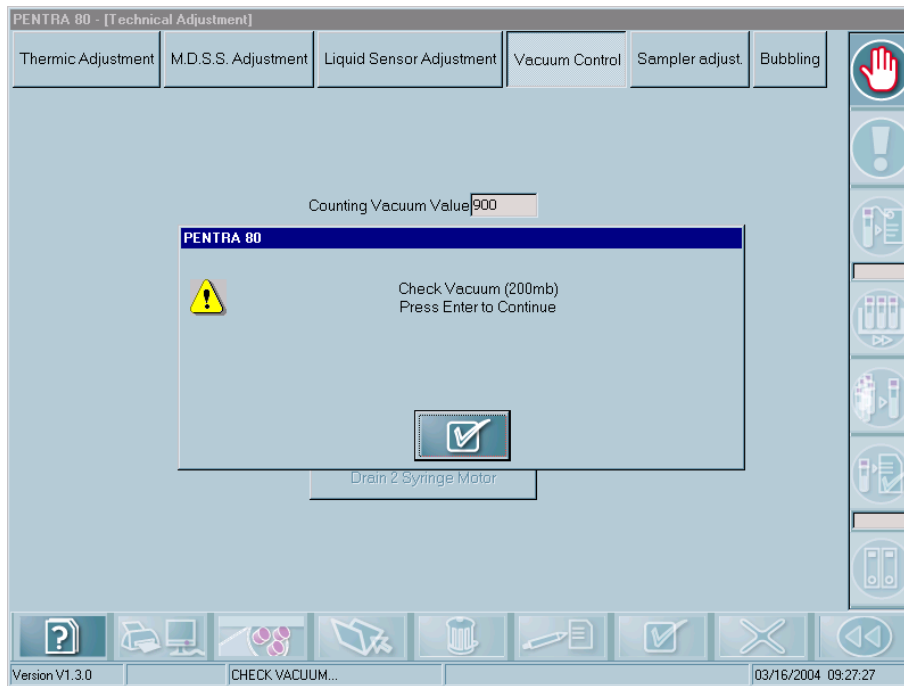 PENTRA 80 - [Technical Adjustment]
Thermic Adjustment M.D.S.S. Adjustment Liquid Sensor Adjustment Vacuum Control Sampler adjust. Bubbling
Counting Vacuum Value 900
PENTRA 80
Check Vacuum (200mb)
Press Enter to Continue
Drain 2 Syringe Motor
Version V1.3.0 CHECK VACUUM... 03/16/2004 09:27:27